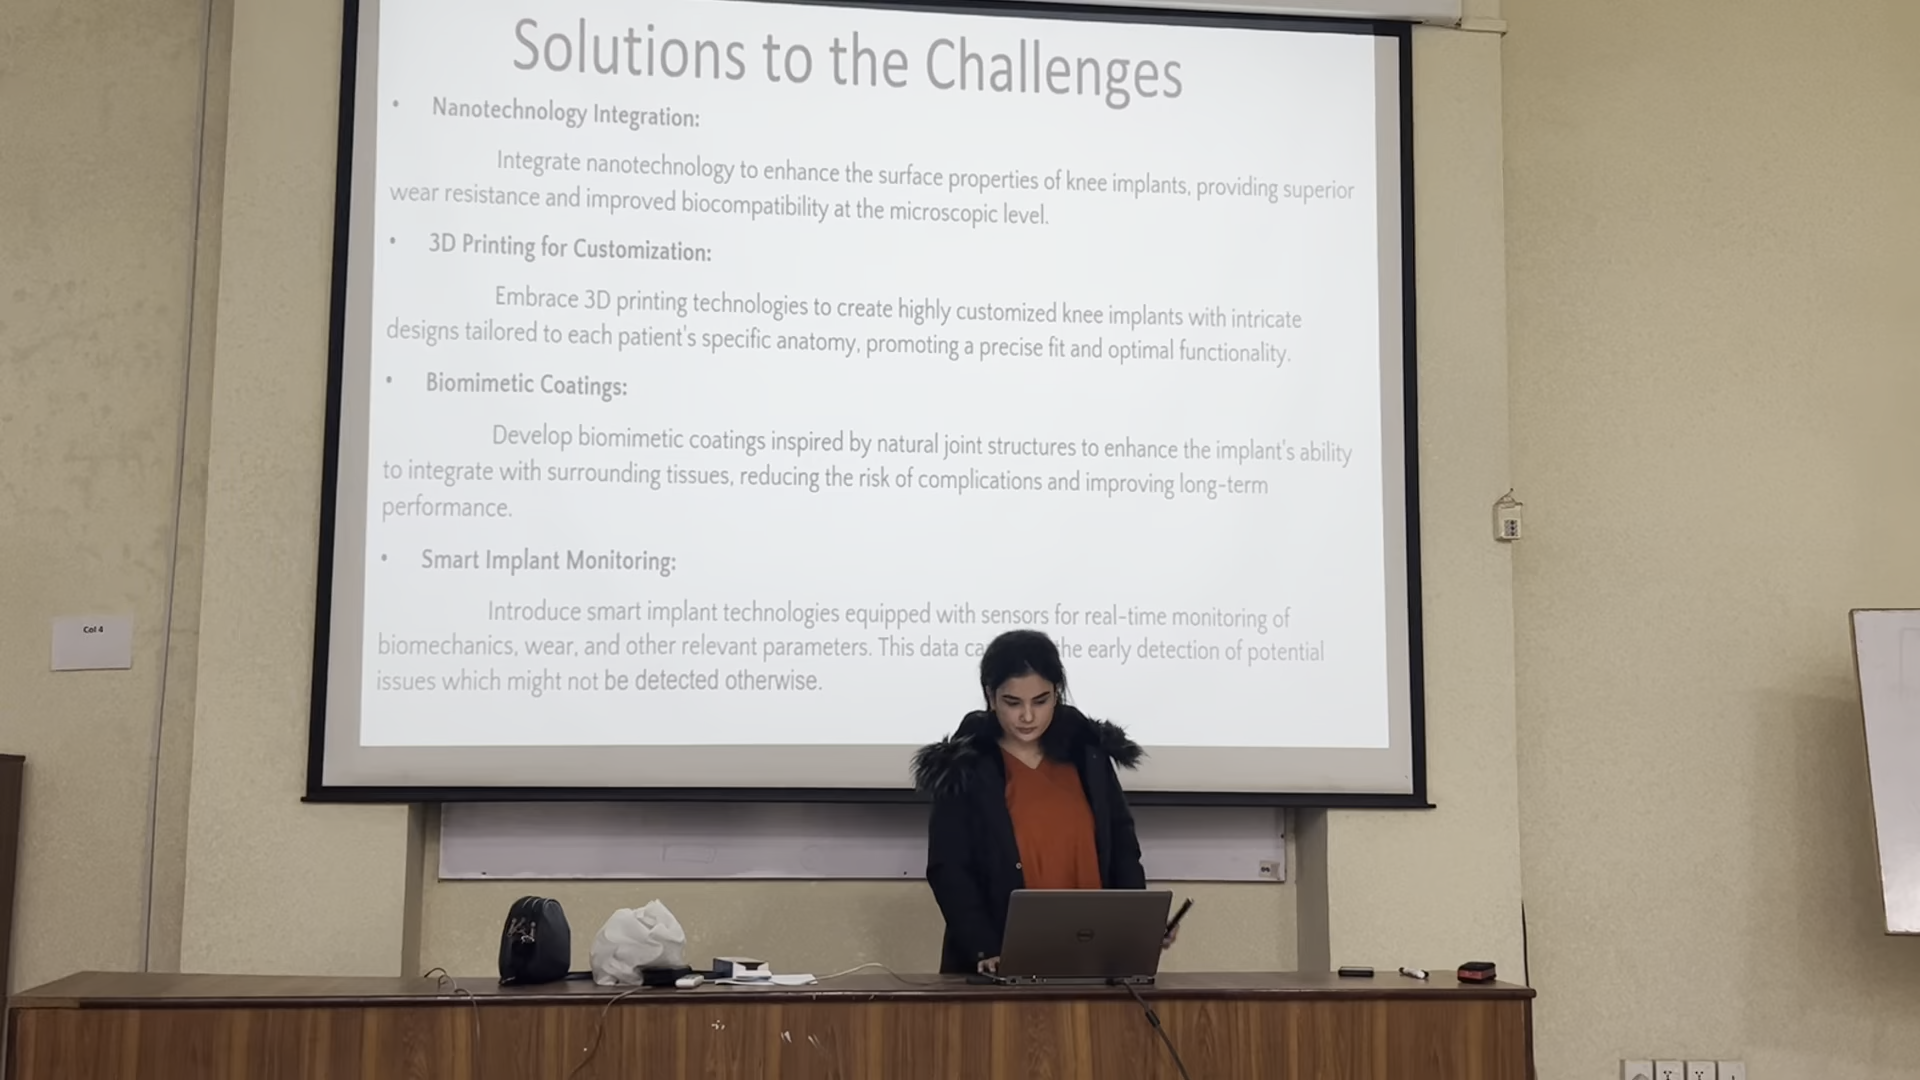 Solutions to the Challenges
• Nanotechnology Integration:
Integrate nanotechnology to enhance the surface properties of knee implants, providing superior
wear resistance and improved biocompatibility at the microscopic level.
• 3D Printing for Customization:
Embrace 3D printing technologies to create highly customized knee implants with intricate
designs tailored to each patient's specific anatomy, promoting a precise fit and optimal functionality.
• Biomimetic Coatings:
Develop biomimetic coatings inspired by natural joint structures to enhance the implant's ability
to integrate with surrounding tissues, reducing the risk of complications and improving long-term
performance.
• Smart Implant Monitoring:
Introduce smart implant technologies equipped with sensors for real-time monitoring of
biomechanics, wear, and other relevant parameters. This data early detection of potential
issues which might not be detected otherwise.
Col 4
DELL